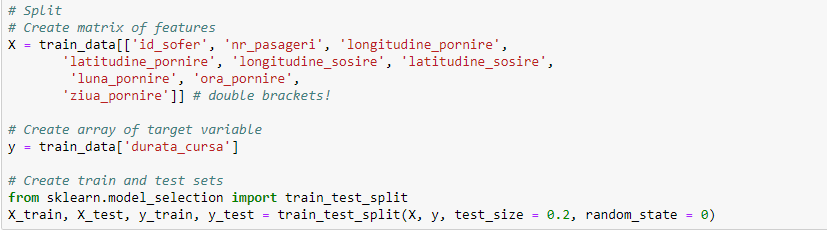 # Split
# Create matrix of features
X = train_data[['id_sofer', 'nr_pasageri', 'longitudine_pornire',
       'latitudine_pornire', 'longitudine_sosire', 'latitudine_sosire',
        'luna_pornire', 'ora_pornire',
       'ziua_pornire']] # double brackets!

# Create array of target variable
y = train_data['durata_cursa']

# Create train and test sets
from sklearn.model_selection import train_test_split
X_train, X_test, y_train, y_test = train_test_split(X, y, test_size = 0.2, random_state = 0)